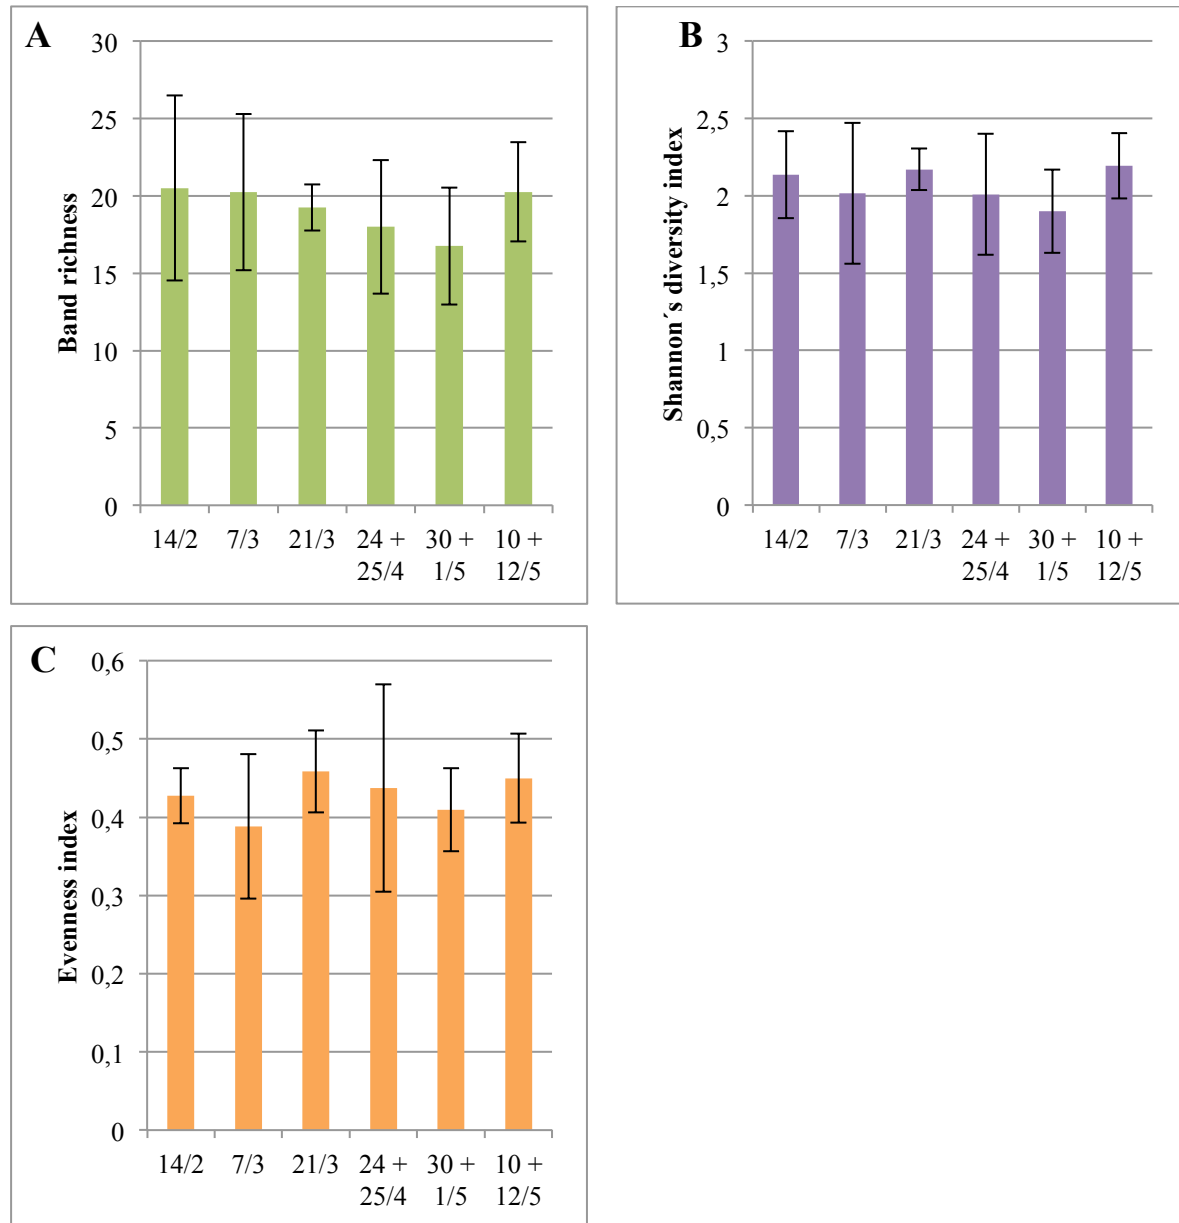 A
Band richness
30
25
20
15
10
5
0
14/2 7/3 21/3 24 + 30 + 10 +
25/4 1/5 12/5
B
Shannon´s diversity index
3
2,5
2
1,5
1
0,5
0
14/2 7/3 21/3 24 + 30 + 10 +
25/4 1/5 12/5
C
Evenness index
0,6
0,5
0,4
0,3
0,2
0,1
0
14/2 7/3 21/3 24 + 30 + 10 +
25/4 1/5 12/5